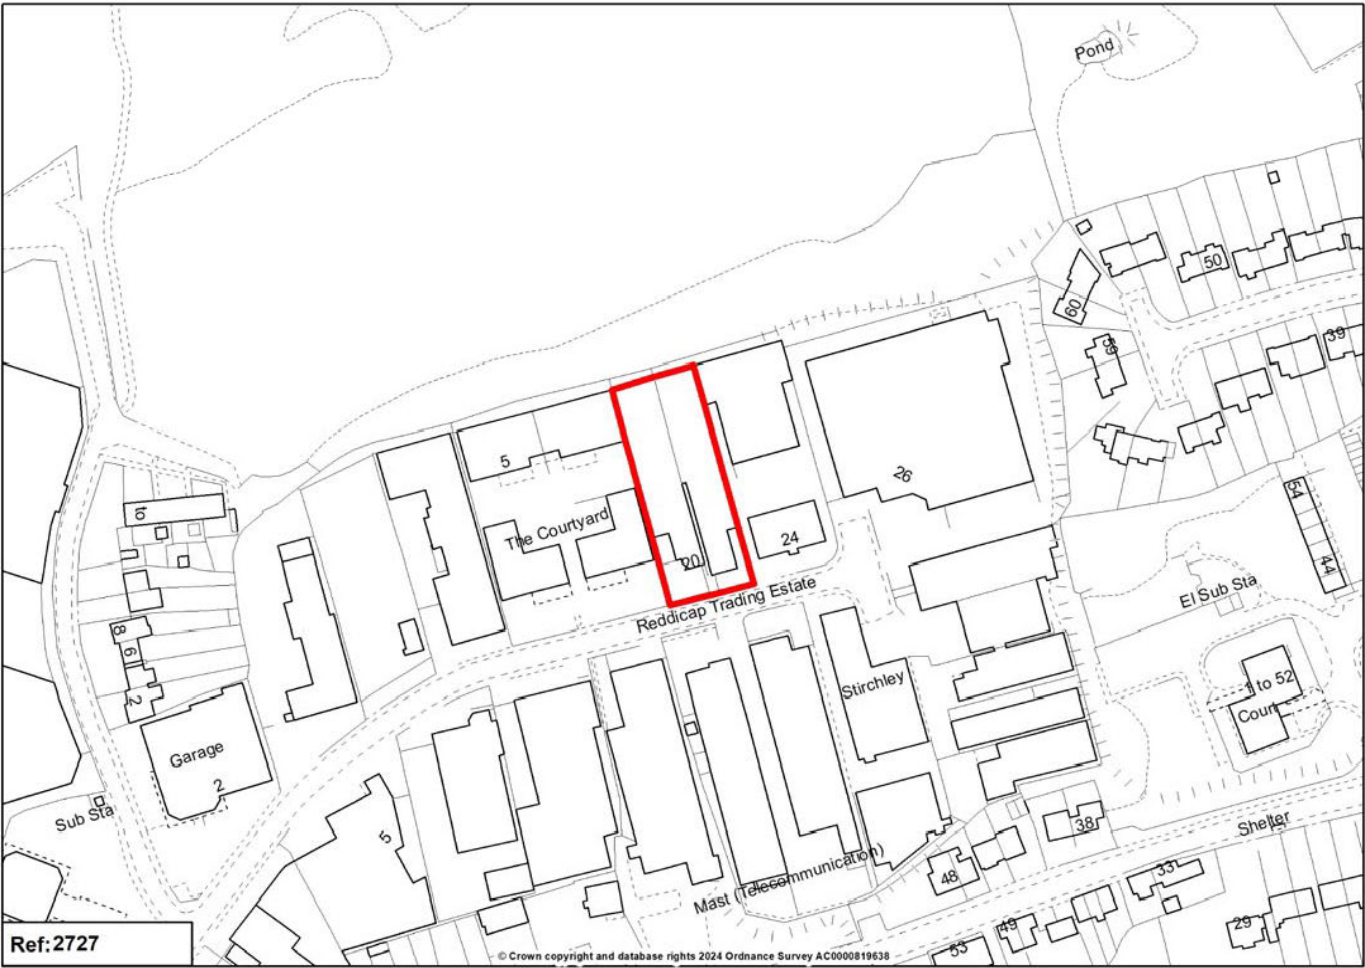 Pond
50
60
59
39
5
26
to
The Courtyard
20
24
Reddicap Trading Estate
54
44
El Sub Sta
8
6
2
Stirchley
1 to 52
Court
Garage
2
Sub Sta
5
38
Shelter
Mast (Telecommunication)
48
33
49
29
53
Ref:2727
© Crown copyright and database rights 2024 Ordnance Survey AC0000819638